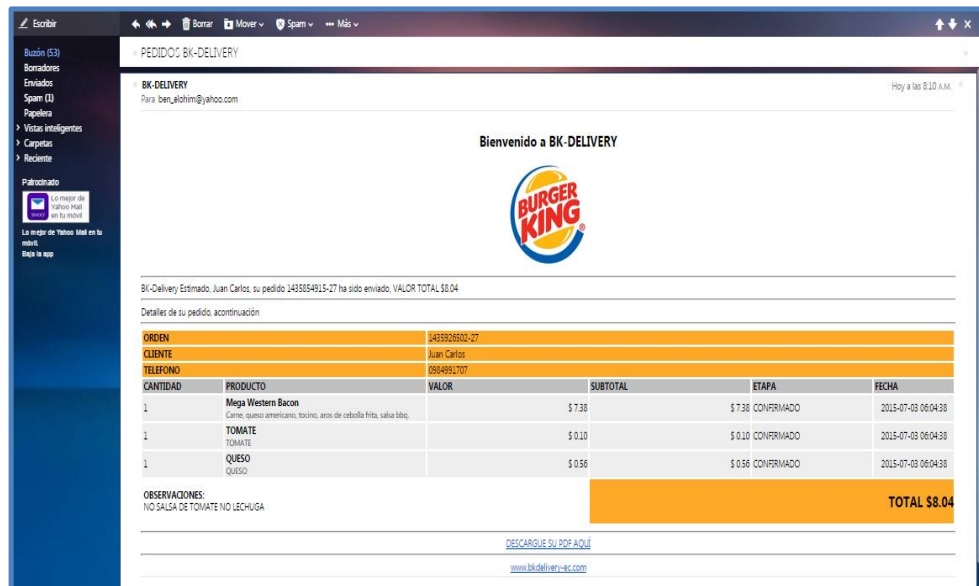 Escribir
Borrar Mover Spam Más
Buzón (53)
Borradores
Enviados
Spam (1)
Papelera
Vistas inteligentes
Carpetas
Reciente
Patrocinado
Lo mejor de
Yahoo Mail
en tu móvil
Lo mejor de Yahoo Mail en tu
móvil
Baja la app
PEDIDOS BK-DELIVERY
BK-DELIVERY Hoy a las 8:10 A.M.
Para ben_elohim@yahoo.com
Bienvenido a BK-DELIVERY
BURGER
KING
BK-Delivery Estimado, Juan Carlos, su pedido 1435854915-27 ha sido enviado, VALOR TOTAL $8.04
Detalles de su pedido, acontinuación
ORDEN 1435926502-27
CLIENTE Juan Carlos
TELEFONO 0984991707
CANTIDAD PRODUCTO VALOR SUBTOTAL ETAPA FECHA
1 Mega Western Bacon $ 7.38 $ 7.38 CONFIRMADO 2015-07-03 06:04:38
Carne, queso americano, tocino, aros de cebolla frita, salsa bbq.
1 TOMATE $ 0.10 $ 0.10 CONFIRMADO 2015-07-03 06:04:38
TOMATE
1 QUESO $ 0.56 $ 0.56 CONFIRMADO 2015-07-03 06:04:38
QUESO
OBSERVACIONES:
NO SALSA DE TOMATE NO LECHUGA
TOTAL $8.04
DESCARGUE SU PDF AQUÍ
www.bkdelivery-ec.com